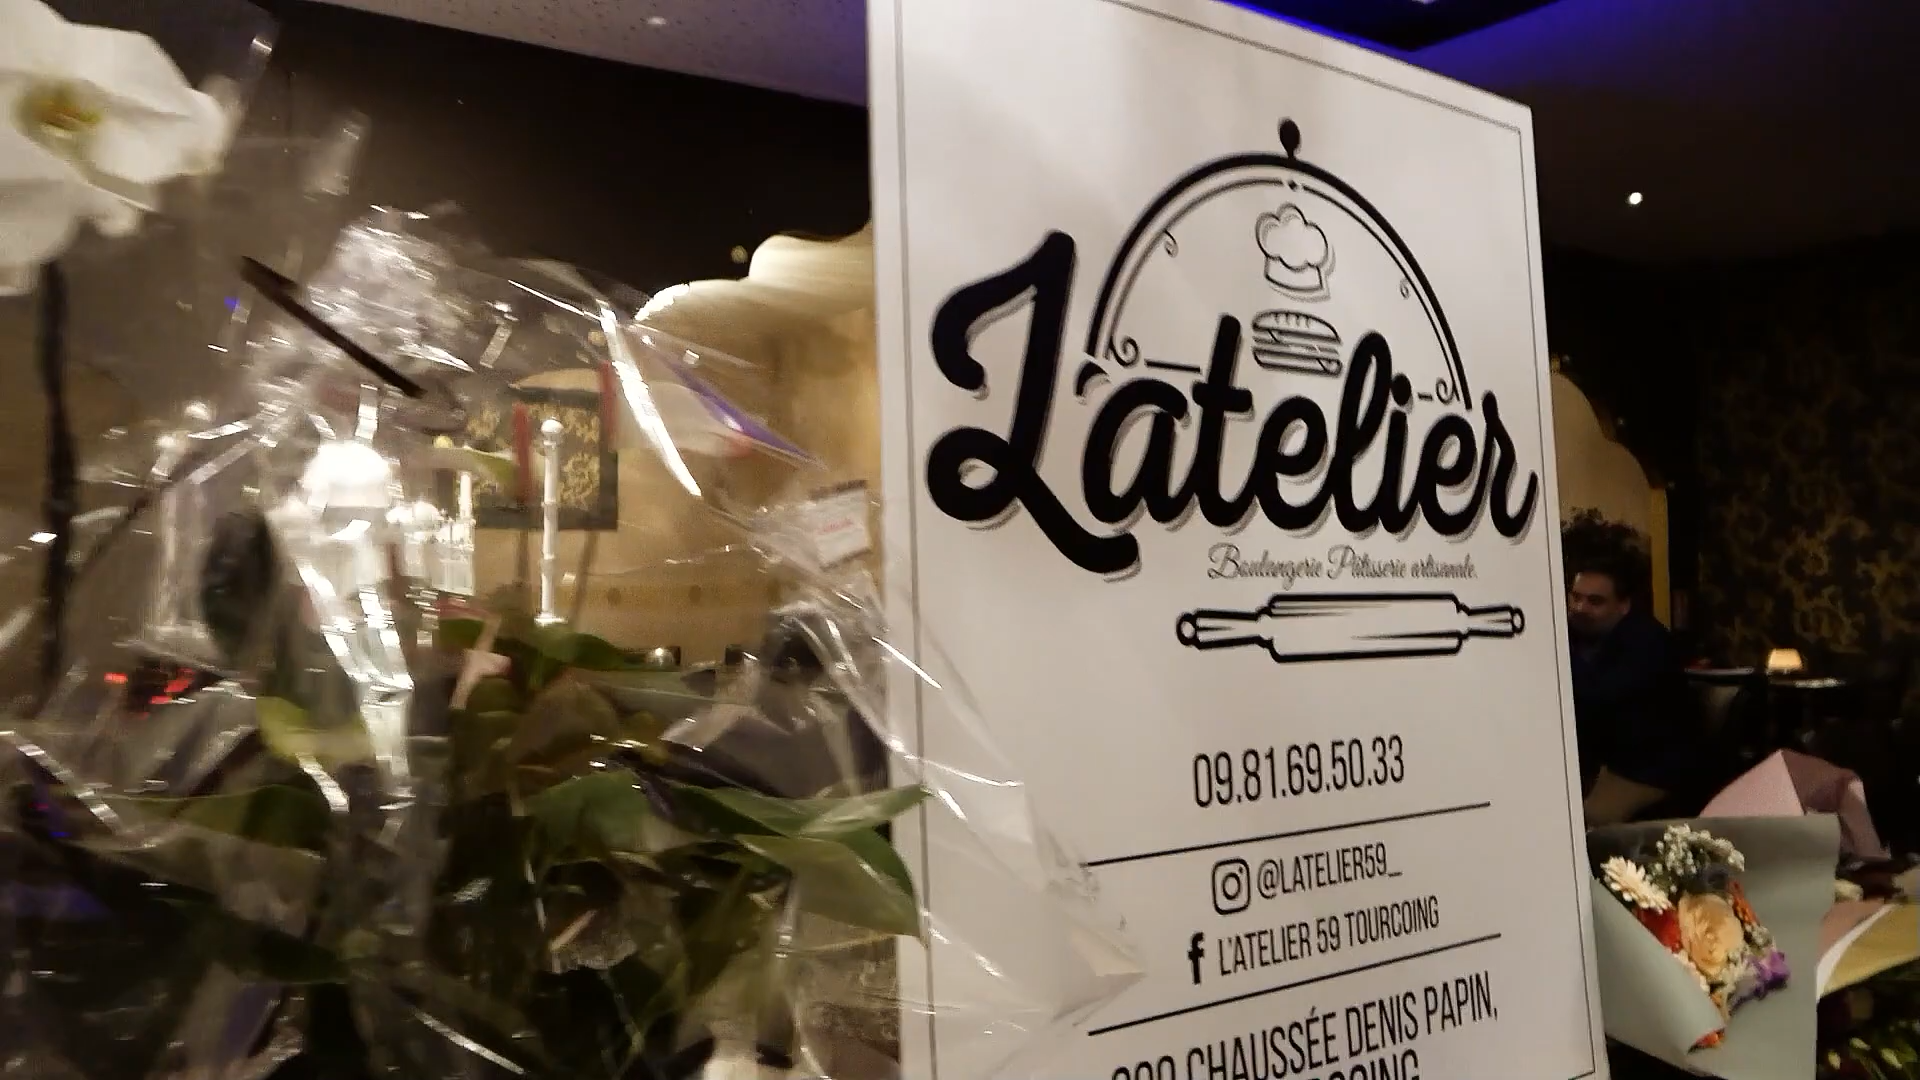 L'atelier
Boulangerie Pâtisserie artisanale.
09.81.69.50.33
@LATELIER59_
f L'ATELIER 59 TOURCOING
CHAUSSÉE DENIS PAPIN,